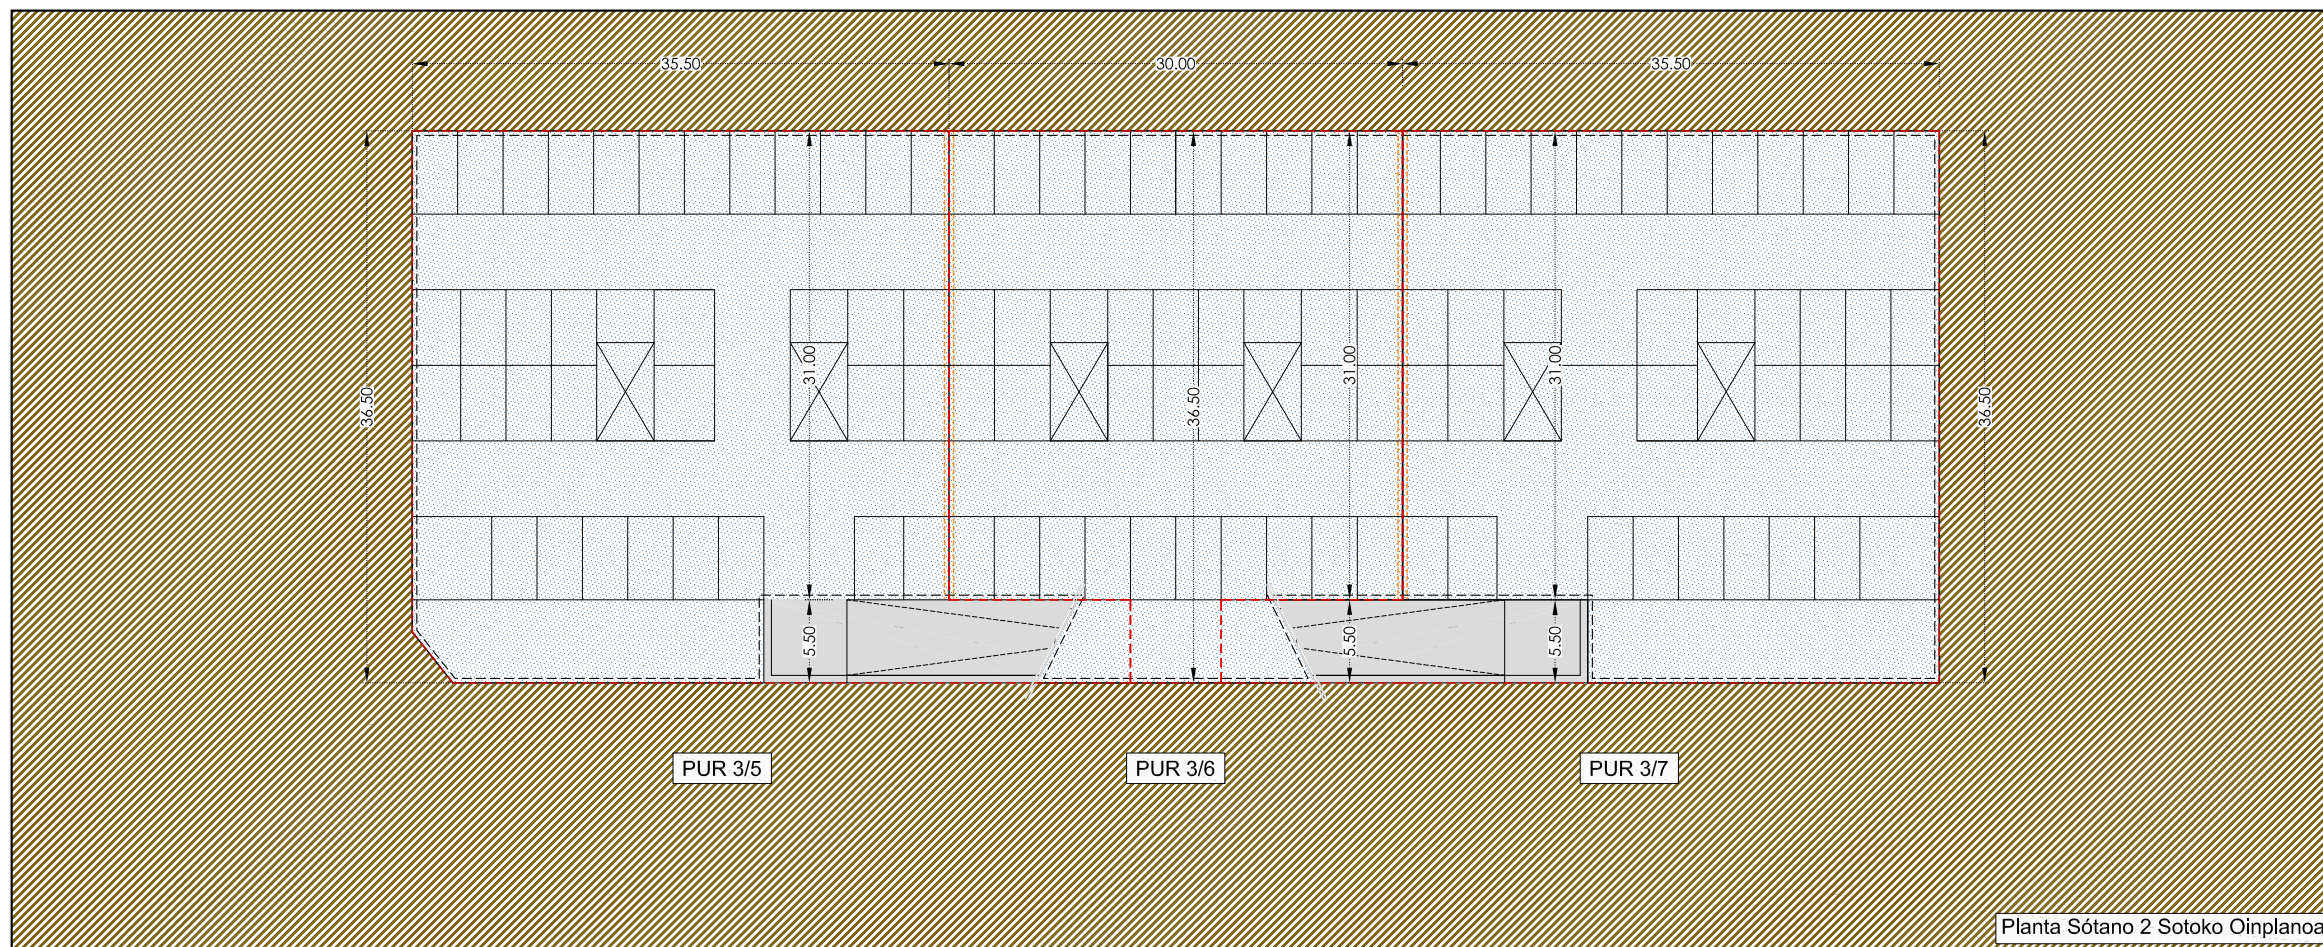 35.50 30.00 35.50
36.50 31.00 36.50 31.00 31.00 36.50
5.50 5.50 5.50
PUR 3/5 PUR 3/6 PUR 3/7
Planta Sótano 2 Sotoko Oinplanoa